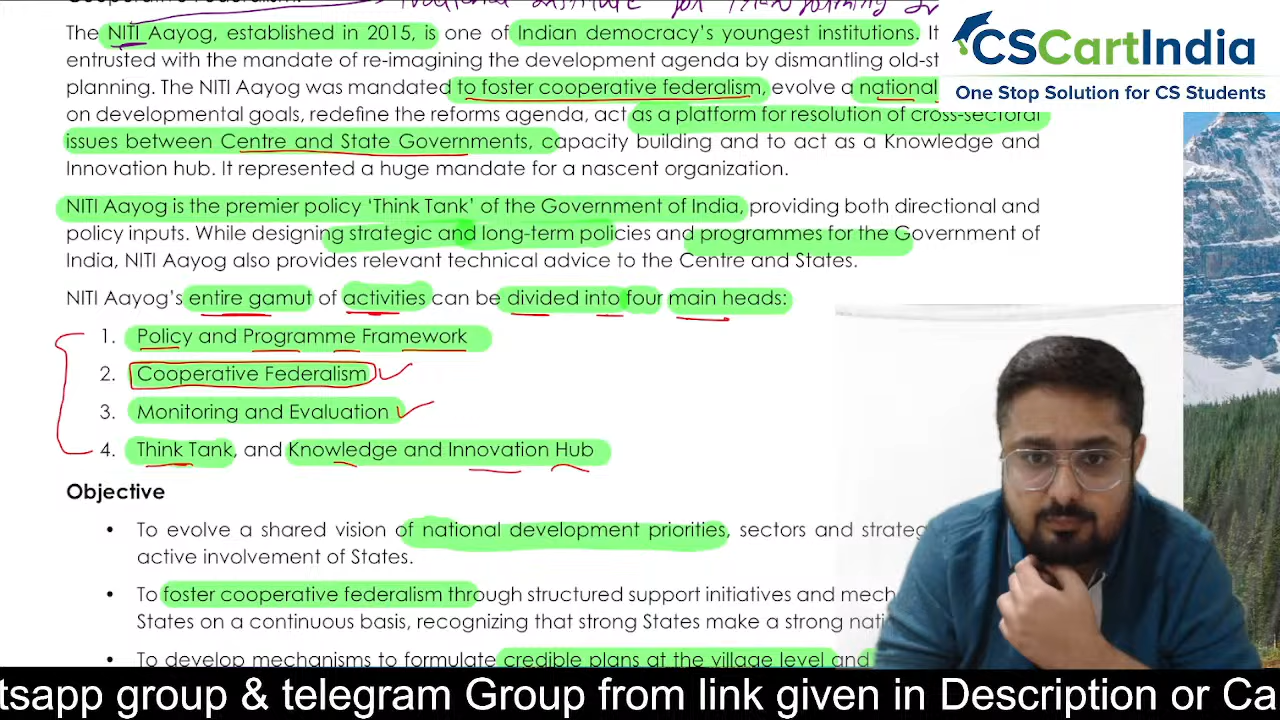 Cooperative Federalism:
National Institute for Transforming
The NITI Aayog, established in 2015, is one of Indian democracy's youngest institutions. It
entrusted with the mandate of re-imagining the development agenda by dismantling old-st
planning. The NITI Aayog was mandated to foster cooperative federalism, evolve a national
on developmental goals, redefine the reforms agenda, act as a platform for resolution of cross-sectoral
issues between Centre and State Governments, capacity building and to act as a Knowledge and
Innovation hub. It represented a huge mandate for a nascent organization.
NITI Aayog is the premier policy 'Think Tank' of the Government of India, providing both directional and
policy inputs. While designing strategic and long-term policies and programmes for the Government of
India, NITI Aayog also provides relevant technical advice to the Centre and States.
NITI Aayog's entire gamut of activities can be divided into four main heads:
1. Policy and Programme Framework
2. Cooperative Federalism
3. Monitoring and Evaluation
4. Think Tank, and Knowledge and Innovation Hub
Objective
• To evolve a shared vision of national development priorities, sectors and strateg
active involvement of States.
• To foster cooperative federalism through structured support initiatives and mech
States on a continuous basis, recognizing that strong States make a strong nati
• To develop mechanisms to formulate credible plans at the village level and
CSCartIndia
One Stop Solution for CS Students
tsapp group & telegram Group from link given in Description or Ca